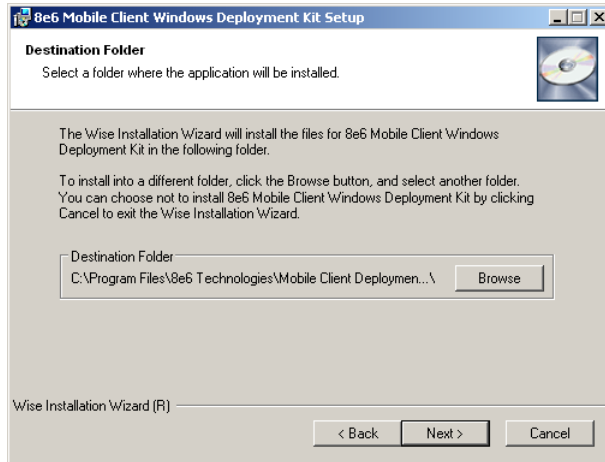 8e6 Mobile Client Windows Deployment Kit Setup
Destination Folder
Select a folder where the application will be installed.
The Wise Installation Wizard will install the files for 8e6 Mobile Client Windows
Deployment Kit in the following folder.
To install into a different folder, click the Browse button, and select another folder.
You can choose not to install 8e6 Mobile Client Windows Deployment Kit by clicking
Cancel to exit the Wise Installation Wizard.
Destination Folder
C:\Program Files\8e6 Technologies\Mobile Client Deploymen...\ Browse
Wise Installation Wizard (R)
< Back Next > Cancel